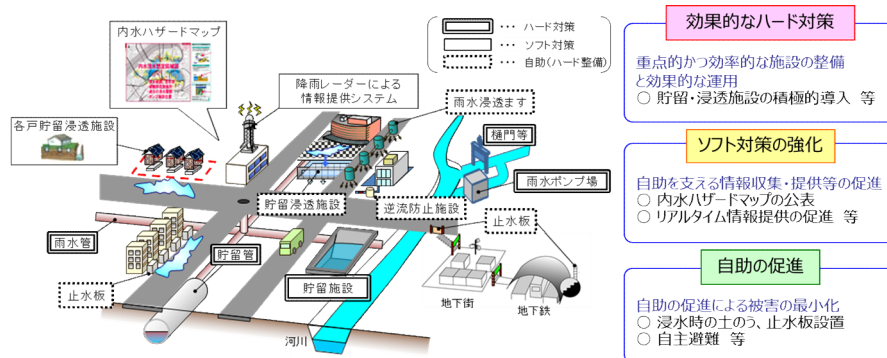 内水ハザードマップ
・・・ ハード対策
・・・ ソフト対策
・・・ 自助(ハード整備)
降雨レーダーによる
情報提供システム
各戸貯留浸透施設
雨水浸透ます
樋門等
雨水ポンプ場
貯留浸透施設
逆流防止施設
止水板
雨水管
貯留管
止水板
貯留施設
地下街
地下鉄
河川
効果的なハード対策
重点的かつ効率的な施設の整備
と効果的な運用
○ 貯留・浸透施設の積極的導入 等
ソフト対策の強化
自助を支える情報収集・提供等の促進
○ 内水ハザードマップの公表
○ リアルタイム情報提供の促進 等
自助の促進
自助の促進による被害の最小化
○ 浸水時の土のう、止水板設置
○ 自主避難 等